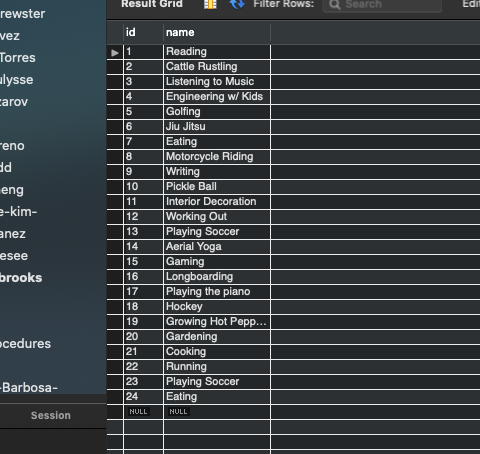 Result Grid Filter Rows: Search Edit
rewster
vez
Torres
ulysse
zarov
reno
dd
heng
e-kim-
anez
esee
brooks
ocedures
-Barbosa-
Session
id name
1 Reading
2 Cattle Rustling
3 Listening to Music
4 Engineering w/ Kids
5 Golfing
6 Jiu Jitsu
7 Eating
8 Motorcycle Riding
9 Writing
10 Pickle Ball
11 Interior Decoration
12 Working Out
13 Playing Soccer
14 Aerial Yoga
15 Gaming
16 Longboarding
17 Playing the piano
18 Hockey
19 Growing Hot Pepp...
20 Gardening
21 Cooking
22 Running
23 Playing Soccer
24 Eating
NULL NULL